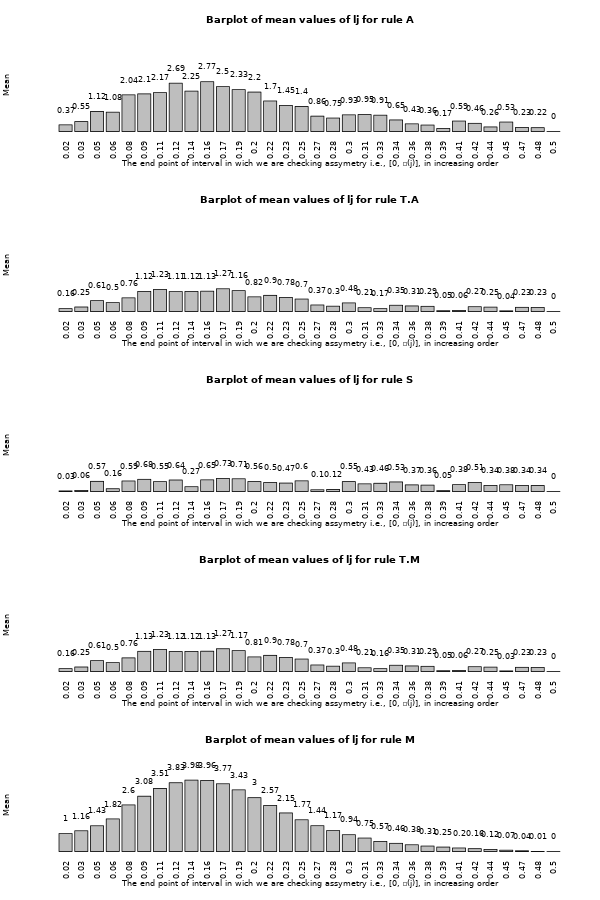 Barplot of mean values of lj for rule A
Mean
0.37 0.55 1.12 1.08 2.04 2.1 2.17 2.69 2.25 2.77 2.5 2.33 2.2 1.7 1.45 1.4 0.86 0.75 0.93 0.95 0.91 0.65 0.43 0.36 0.17 0.59 0.46 0.26 0.53 0.23 0.22 0
0.02 0.03 0.05 0.06 0.08 0.09 0.11 0.12 0.14 0.16 0.17 0.19 0.2 0.22 0.23 0.25 0.27 0.28 0.3 0.31 0.33 0.34 0.36 0.38 0.39 0.41 0.42 0.44 0.45 0.47 0.48 0.5
The end point of interval in wich we are checking assymetry i.e., [0, □(j)], in increasing order
Barplot of mean values of lj for rule T.A
Mean
0.16 0.25 0.61 0.5 0.76 1.12 1.23 1.11 1.12 1.13 1.27 1.16 0.82 0.9 0.78 0.7 0.37 0.3 0.48 0.21 0.17 0.35 0.31 0.29 0.05 0.06 0.27 0.25 0.04 0.23 0.23 0
0.02 0.03 0.05 0.06 0.08 0.09 0.11 0.12 0.14 0.16 0.17 0.19 0.2 0.22 0.23 0.25 0.27 0.28 0.3 0.31 0.33 0.34 0.36 0.38 0.39 0.41 0.42 0.44 0.45 0.47 0.48 0.5
The end point of interval in wich we are checking assymetry i.e., [0, □(j)], in increasing order
Barplot of mean values of lj for rule S
Mean
0.03 0.06 0.57 0.16 0.59 0.68 0.55 0.64 0.27 0.65 0.73 0.71 0.56 0.5 0.47 0.6 0.1 0.12 0.55 0.43 0.46 0.53 0.37 0.36 0.05 0.38 0.51 0.34 0.38 0.34 0.34 0
0.02 0.03 0.05 0.06 0.08 0.09 0.11 0.12 0.14 0.16 0.17 0.19 0.2 0.22 0.23 0.25 0.27 0.28 0.3 0.31 0.33 0.34 0.36 0.38 0.39 0.41 0.42 0.44 0.45 0.47 0.48 0.5
The end point of interval in wich we are checking assymetry i.e., [0, □(j)], in increasing order
Barplot of mean values of lj for rule T.M
Mean
0.16 0.25 0.61 0.5 0.76 1.13 1.23 1.12 1.12 1.13 1.27 1.17 0.81 0.9 0.78 0.7 0.37 0.3 0.48 0.21 0.16 0.35 0.31 0.29 0.05 0.06 0.27 0.25 0.03 0.23 0.23 0
0.02 0.03 0.05 0.06 0.08 0.09 0.11 0.12 0.14 0.16 0.17 0.19 0.2 0.22 0.23 0.25 0.27 0.28 0.3 0.31 0.33 0.34 0.36 0.38 0.39 0.41 0.42 0.44 0.45 0.47 0.48 0.5
The end point of interval in wich we are checking assymetry i.e., [0, □(j)], in increasing order
Barplot of mean values of lj for rule M
Mean
1 1.16 1.43 1.82 2.6 3.08 3.51 3.83 3.98 3.96 3.77 3.43 3 2.57 2.15 1.77 1.44 1.17 0.94 0.75 0.57 0.46 0.38 0.31 0.25 0.2 0.16 0.12 0.07 0.04 0.01 0
0.02 0.03 0.05 0.06 0.08 0.09 0.11 0.12 0.14 0.16 0.17 0.19 0.2 0.22 0.23 0.25 0.27 0.28 0.3 0.31 0.33 0.34 0.36 0.38 0.39 0.41 0.42 0.44 0.45 0.47 0.48 0.5
The end point of interval in wich we are checking assymetry i.e., [0, □(j)], in increasing order